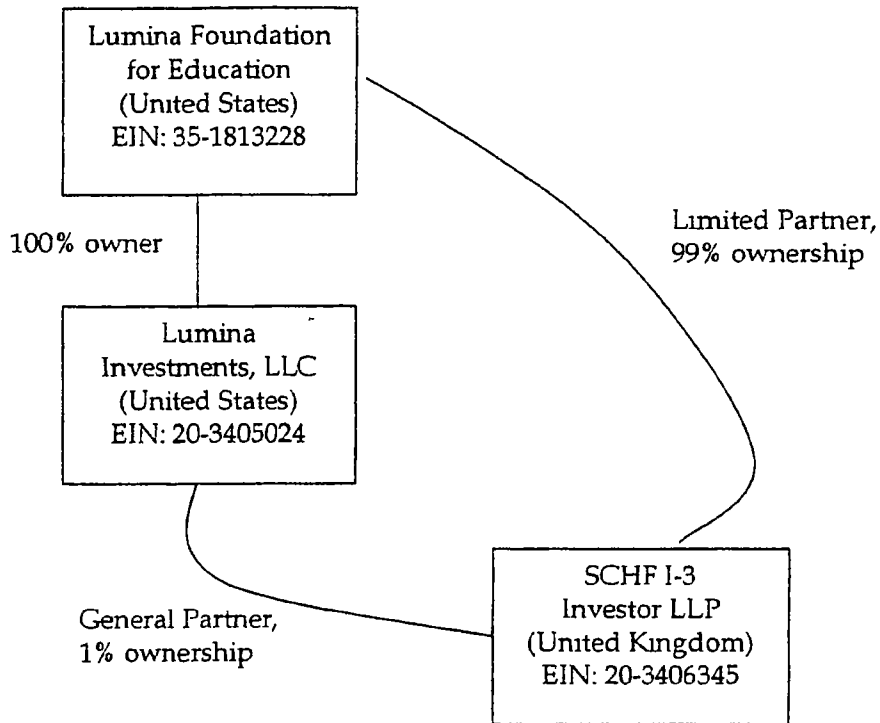 Lumina Foundation
for Education
(United States)
EIN: 35-1813228
100% owner
Limited Partner,
99% ownership
Lumina
Investments, LLC
(United States)
EIN: 20-3405024
General Partner,
1% ownership
SCHF I-3
Investor LLP
(United Kingdom)
EIN: 20-3406345